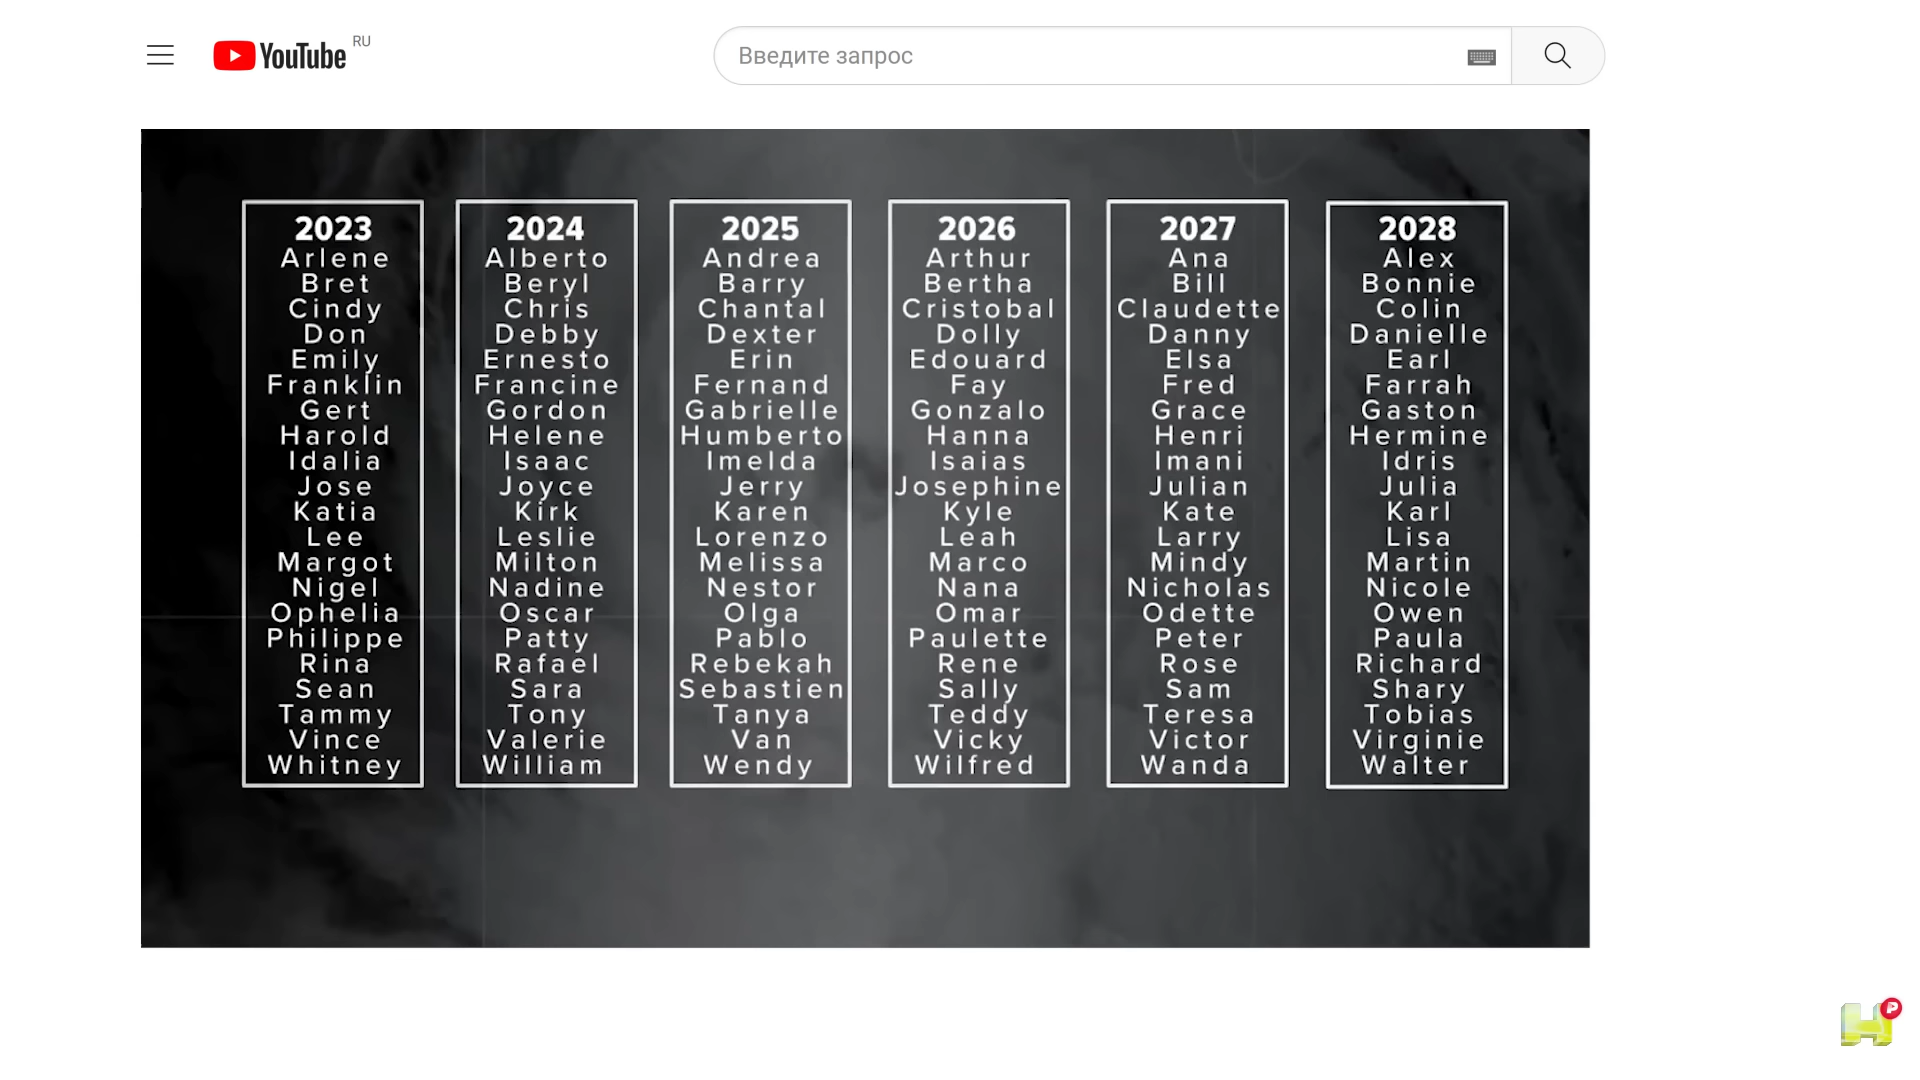 YouTube RU
Введите запрос
2023
Arlene
Bret
Cindy
Don
Emily
Franklin
Gert
Harold
Idalia
Jose
Katia
Lee
Margot
Nigel
Ophelia
Philippe
Rina
Sean
Tammy
Vince
Whitney
2024
Alberto
Beryl
Chris
Debby
Ernesto
Francine
Gordon
Helene
Isaac
Joyce
Kirk
Leslie
Milton
Nadine
Oscar
Patty
Rafael
Sara
Tony
Valerie
William
2025
Andrea
Barry
Chantal
Dexter
Erin
Fernand
Gabrielle
Humberto
Imelda
Jerry
Karen
Lorenzo
Melissa
Nestor
Olga
Pablo
Rebekah
Sebastien
Tanya
Van
Wendy
2026
Arthur
Bertha
Cristobal
Dolly
Edouard
Fay
Gonzalo
Hanna
Isaias
Josephine
Kyle
Leah
Marco
Nana
Omar
Paulette
Rene
Sally
Teddy
Vicky
Wilfred
2027
Ana
Bill
Claudette
Danny
Elsa
Fred
Grace
Henri
Imani
Julian
Kate
Larry
Mindy
Nicholas
Odette
Peter
Rose
Sam
Teresa
Victor
Wanda
2028
Alex
Bonnie
Colin
Danielle
Earl
Farrah
Gaston
Hermine
Idris
Julia
Karl
Lisa
Martin
Nicole
Owen
Paula
Richard
Shary
Tobias
Virginie
Walter
H
P